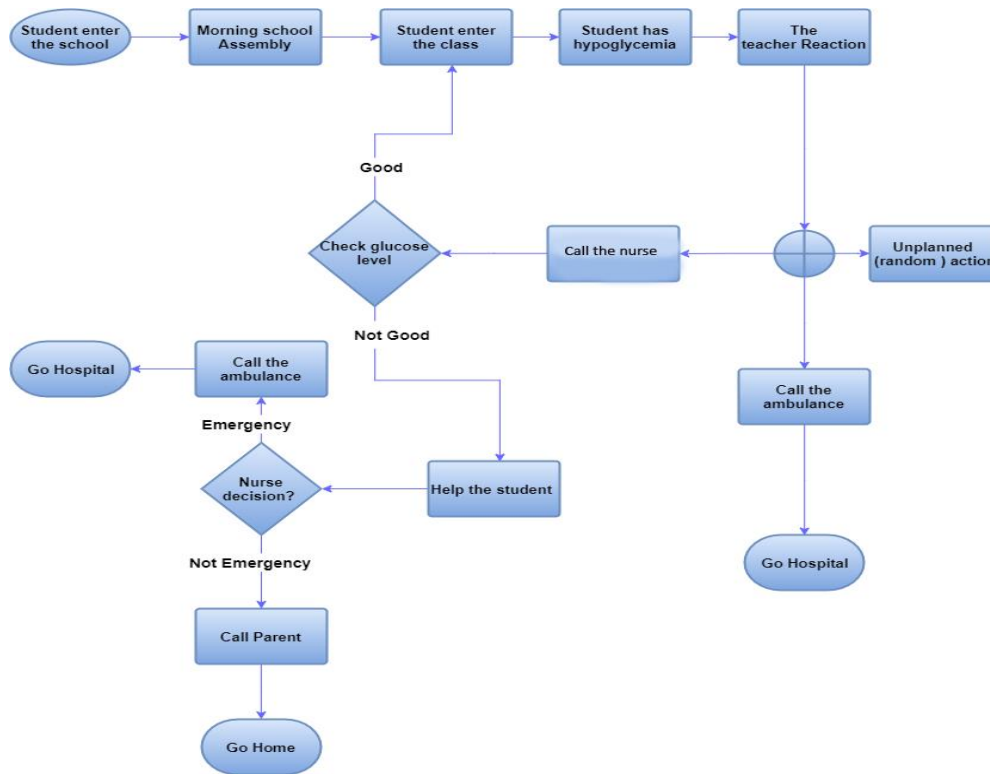 Student enter
the school
Morning school
Assembly
Student enter
the class
Student has
hypoglycemia
The
teacher Reaction
Good
Check glucose
level
Call the nurse
Unplanned
(random ) action
Not Good
Go Hospital
Call the
ambulance
Call the
ambulance
Emergency
Nurse
decision?
Help the student
Not Emergency
Go Hospital
Call Parent
Go Home